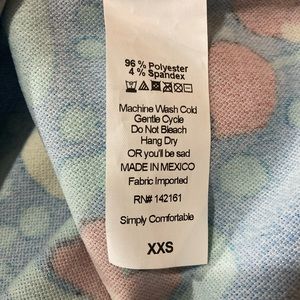 96 % Polyester
4 % Spandex
Machine Wash Cold
Gentle Cycle
Do Not Bleach
Hang Dry
OR you'll be sad
MADE IN MEXICO
Fabric Imported
RN# 142161
Simply Comfortable
XXS